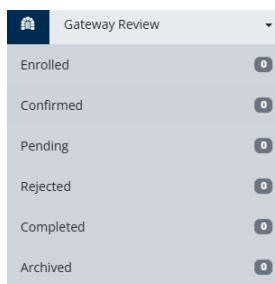 Gateway Review
Enrolled 0
Confirmed 0
Pending 0
Rejected 0
Completed 0
Archived 0